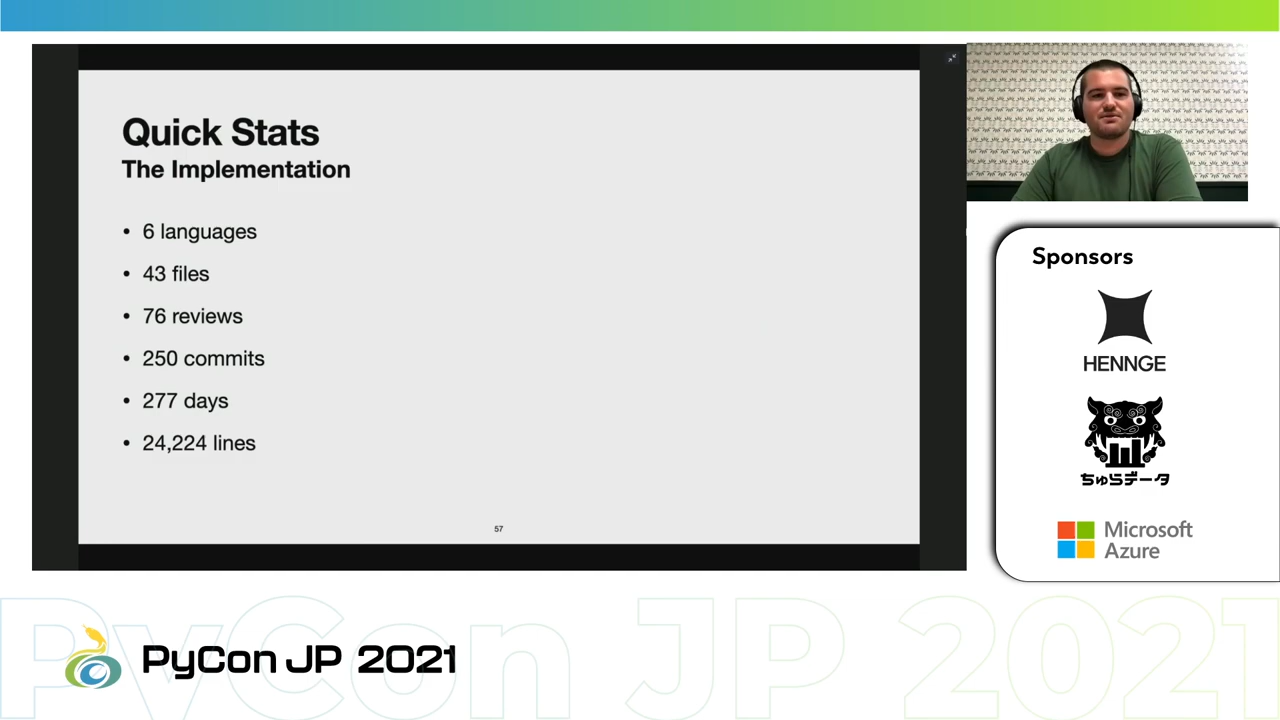 Quick Stats
The Implementation
• 6 languages
• 43 files
• 76 reviews
• 250 commits
• 277 days
• 24,224 lines
57
Sponsors
HENNGE
ちゅらデータ
Microsoft
Azure
PyCon JP 2021
PyCon JP 2021